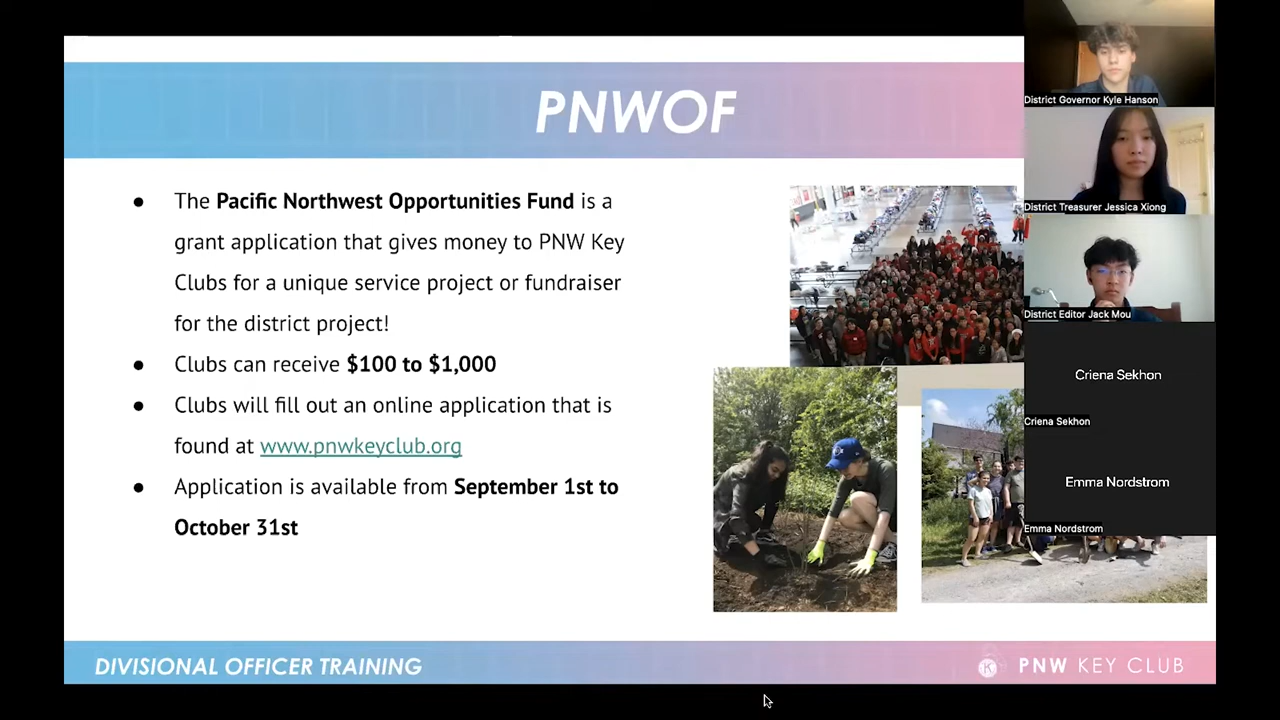 PNWOF
● The Pacific Northwest Opportunities Fund is a
grant application that gives money to PNW Key
Clubs for a unique service project or fundraiser
for the district project!
● Clubs can receive $100 to $1,000
● Clubs will fill out an online application that is
found at www.pnwkeyclub.org
● Application is available from September 1st to
October 31st
DIVISIONAL OFFICER TRAINING
K PNW KEY CLUB
District Governor Kyle Hanson
District Treasurer Jessica Xiong
District Editor Jack Mou
Criena Sekhon
Criena Sekhon
Emma Nordstrom
Emma Nordstrom